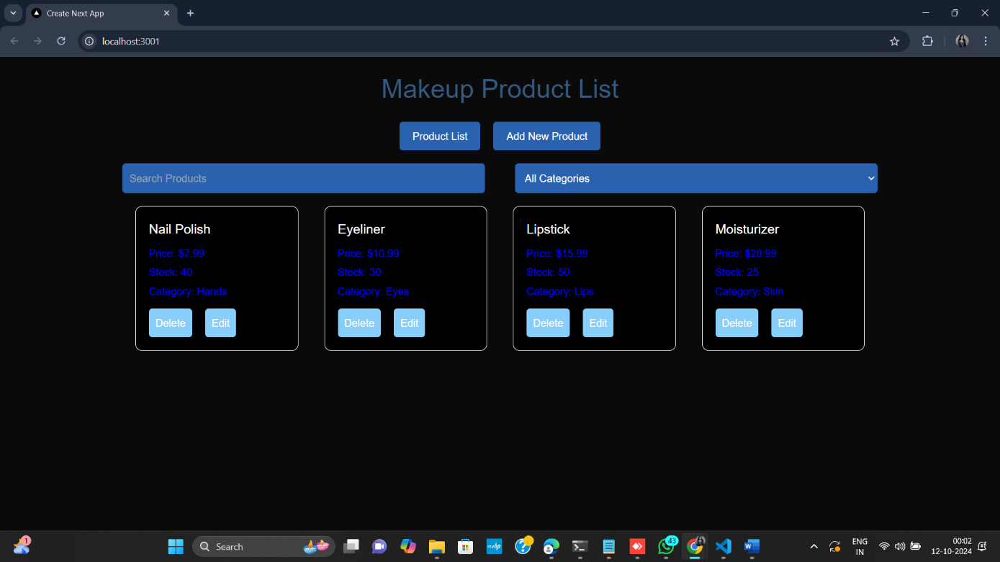 Create Next App
localhost:3001
Makeup Product List
Product List
Add New Product
Search Products
All Categories
Nail Polish
Price: $7.99
Stock: 40
Category: Hands
Delete
Edit
Eyeliner
Price: $10.99
Stock: 30
Category: Eyes
Delete
Edit
Lipstick
Price: $15.99
Stock: 50
Category: Lips
Delete
Edit
Moisturizer
Price: $20.99
Stock: 25
Category: Skin
Delete
Edit
1
Search
myhp
43
W
ENG
IN
00:02
12-10-2024